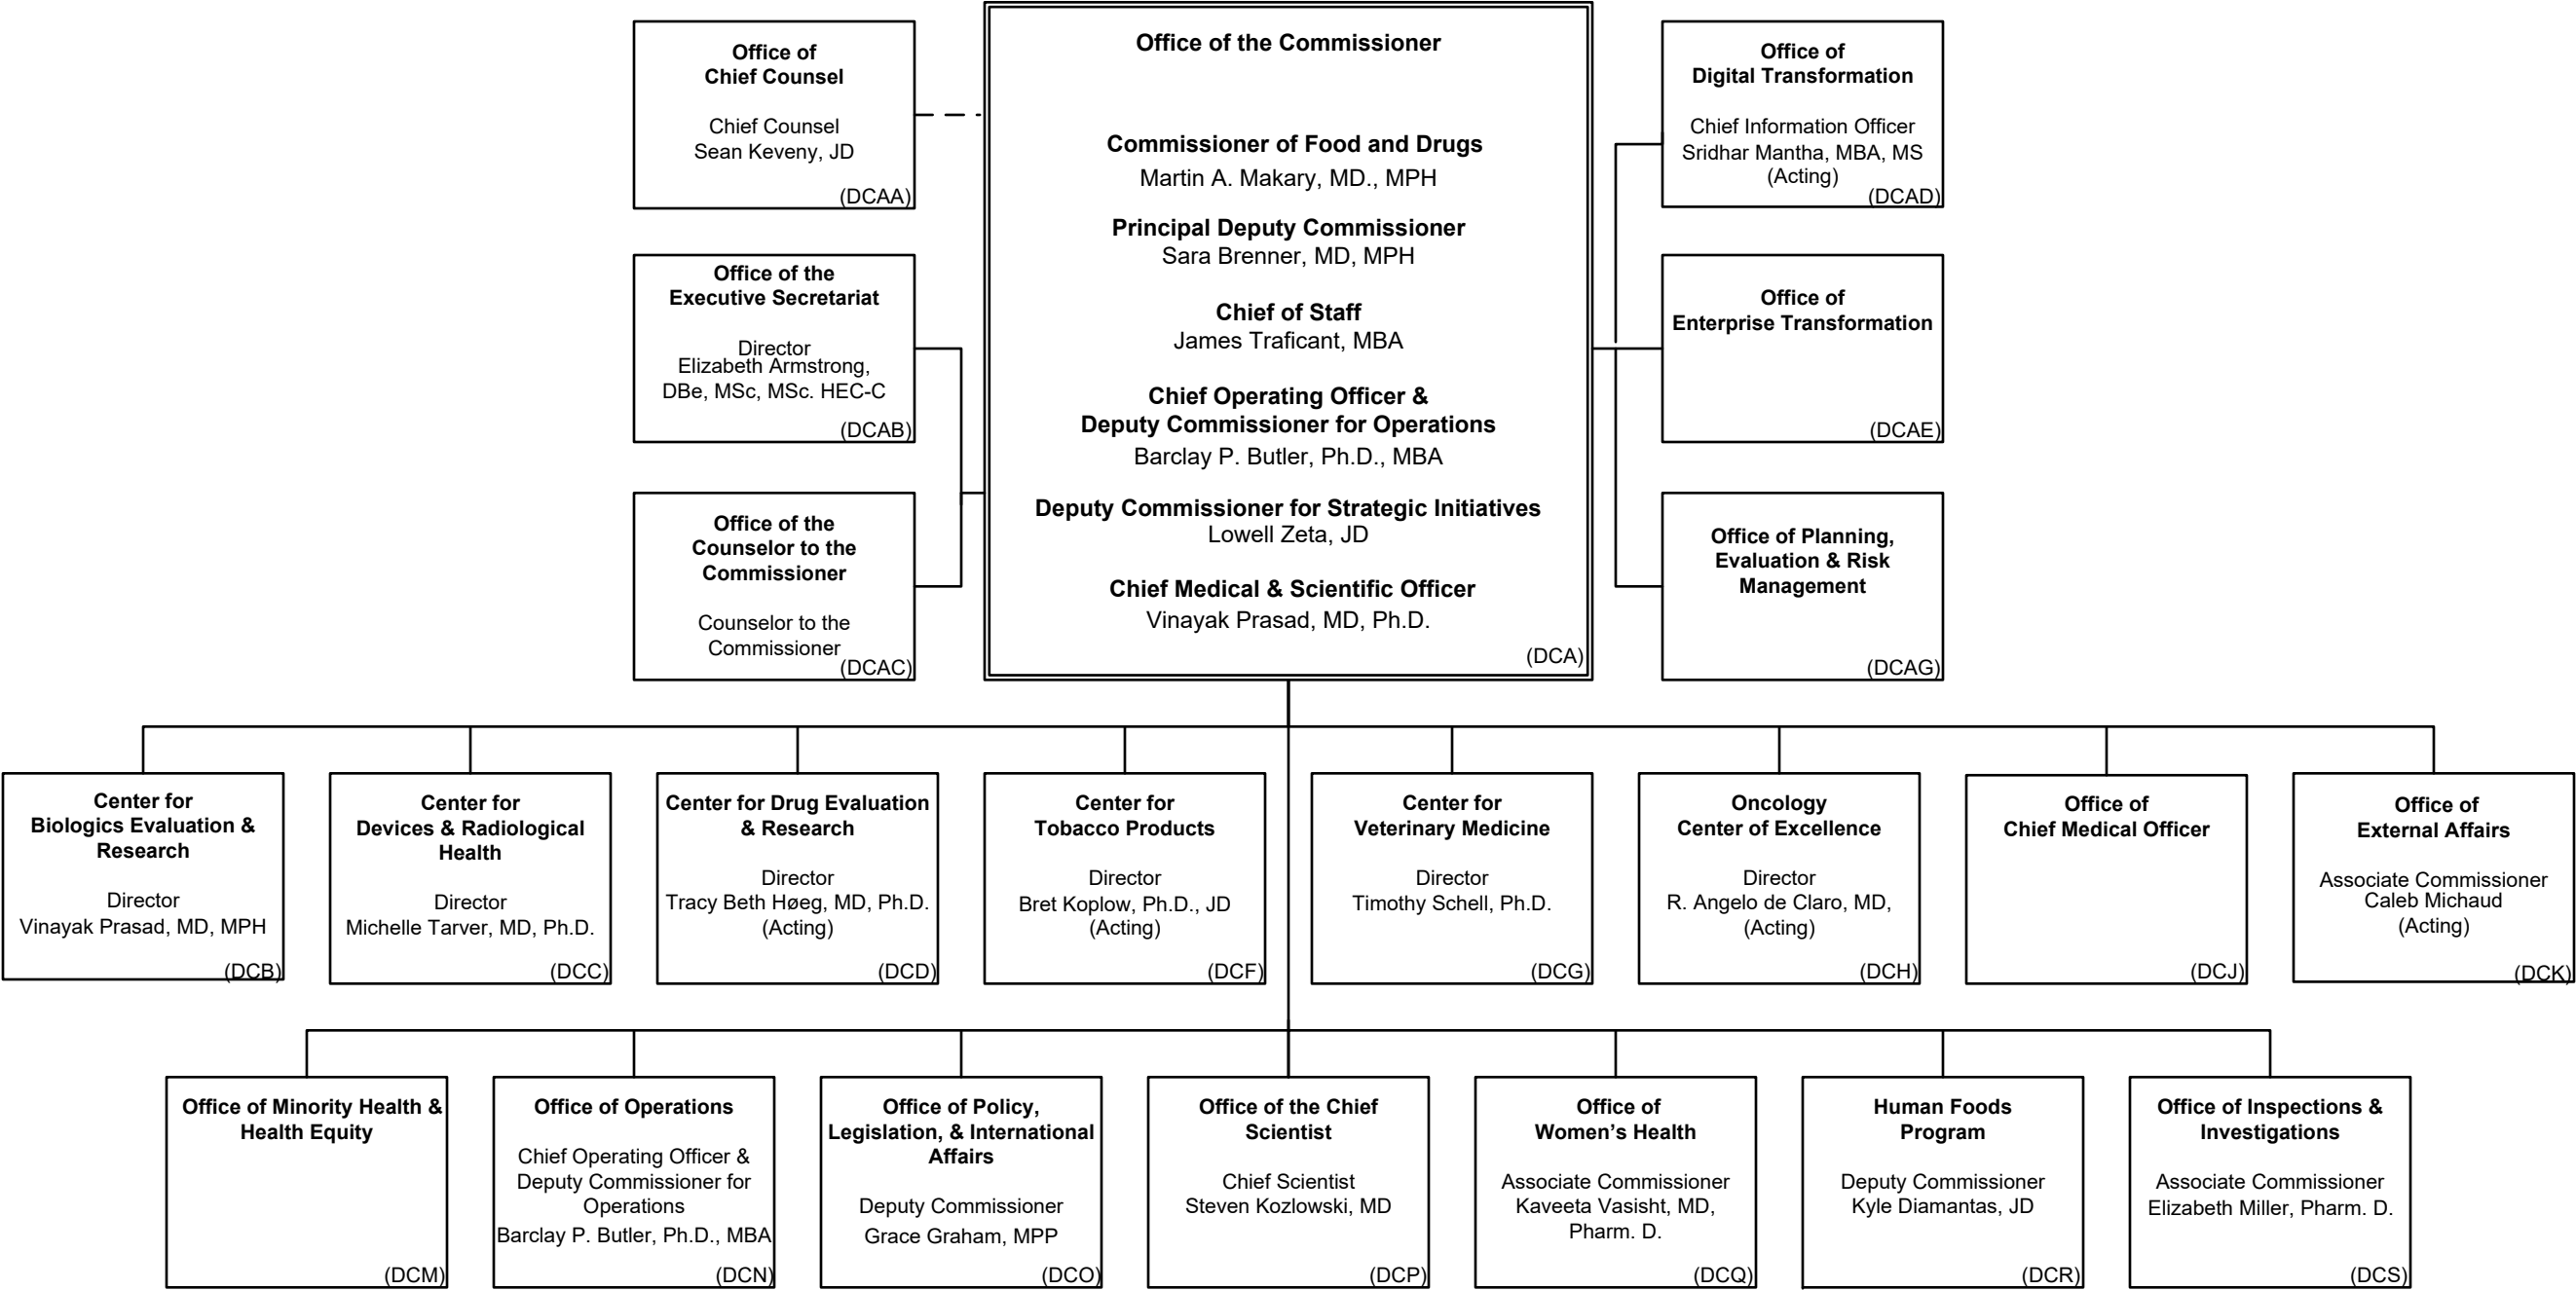 Office of
Chief Counsel
Chief Counsel
Sean Keveny, JD
(DCAA)
Office of the
Executive Secretariat
Director
Elizabeth Armstrong,
DBe, MSc, MSc. HEC-C
(DCAB)
Office of the
Counselor to the
Commissioner
Counselor to the
Commissioner
(DCAC)
Office of the Commissioner
Commissioner of Food and Drugs
Martin A. Makary, MD., MPH
Principal Deputy Commissioner
Sara Brenner, MD, MPH
Chief of Staff
James Traficant, MBA
Chief Operating Officer &
Deputy Commissioner for Operations
Barclay P. Butler, Ph.D., MBA
Deputy Commissioner for Strategic Initiatives
Lowell Zeta, JD
Chief Medical & Scientific Officer
Vinayak Prasad, MD, Ph.D.
(DCA)
Office of
Digital Transformation
Chief Information Officer
Sridhar Mantha, MBA, MS
(Acting)
(DCAD)
Office of
Enterprise Transformation
(DCAE)
Office of Planning,
Evaluation & Risk
Management
(DCAG)
Center for
Biologics Evaluation &
Research
Director
Vinayak Prasad, MD, MPH
(DCB)
Center for
Devices & Radiological
Health
Director
Michelle Tarver, MD, Ph.D.
(DCC)
Center for Drug Evaluation
& Research
Director
Tracy Beth Høeg, MD, Ph.D.
(Acting)
(DCD)
Center for
Tobacco Products
Director
Bret Koplow, Ph.D., JD
(Acting)
(DCF)
Center for
Veterinary Medicine
Director
Timothy Schell, Ph.D.
(DCG)
Oncology
Center of Excellence
Director
R. Angelo de Claro, MD,
(Acting)
(DCH)
Office of
Chief Medical Officer
(DCJ)
Office of
External Affairs
Associate Commissioner
Caleb Michaud
(Acting)
(DCK)
Office of Minority Health &
Health Equity
(DCM)
Office of Operations
Chief Operating Officer &
Deputy Commissioner for
Operations
Barclay P. Butler, Ph.D., MBA
(DCN)
Office of Policy,
Legislation, & International
Affairs
Deputy Commissioner
Grace Graham, MPP
(DCO)
Office of the Chief
Scientist
Chief Scientist
Steven Kozlowski, MD
(DCP)
Office of
Women’s Health
Associate Commissioner
Kaveeta Vasisht, MD,
Pharm. D.
(DCQ)
Human Foods
Program
Deputy Commissioner
Kyle Diamantas, JD
(DCR)
Office of Inspections &
Investigations
Associate Commissioner
Elizabeth Miller, Pharm. D.
(DCS)